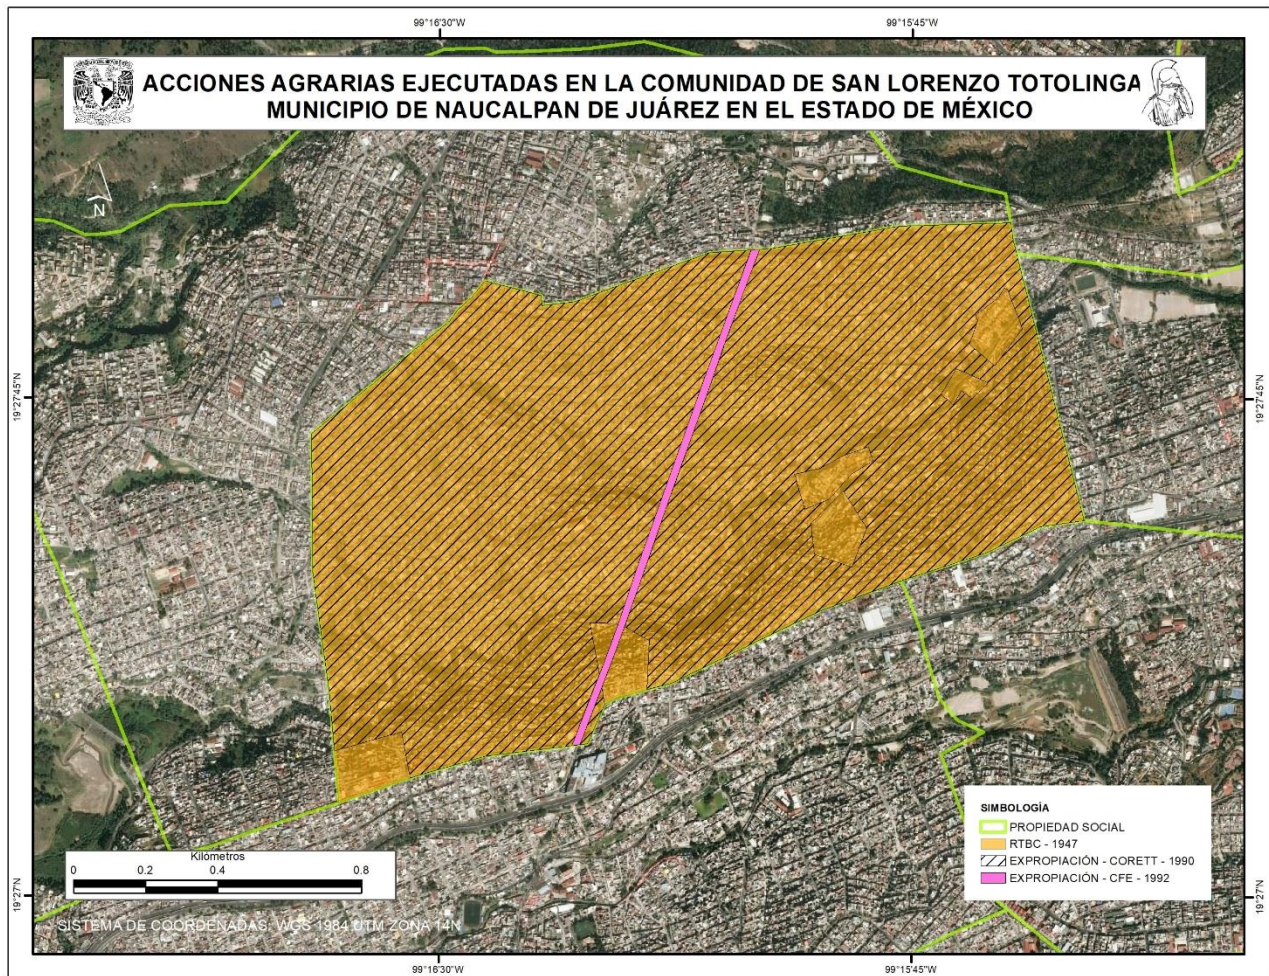 99°16'30"W
99°15'45"W
ACCIONES AGRARIAS EJECUTADAS EN LA COMUNIDAD DE SAN LORENZO TOTOLINGA
MUNICIPIO DE NAUCALPAN DE JUÁREZ EN EL ESTADO DE MÉXICO
N
19°27'45"N
19°27'45"N
SIMBOLOGÍA
PROPIEDAD SOCIAL
RTBC - 1947
EXPROPIACIÓN - CORETT - 1990
EXPROPIACIÓN - CFE - 1992
Kilómetros
0 0.2 0.4 0.8
19°27'N
19°27'N
SISTEMA DE COORDENADAS: WGS 1984 UTM ZONA 14N
99°16'30"W
99°15'45"W